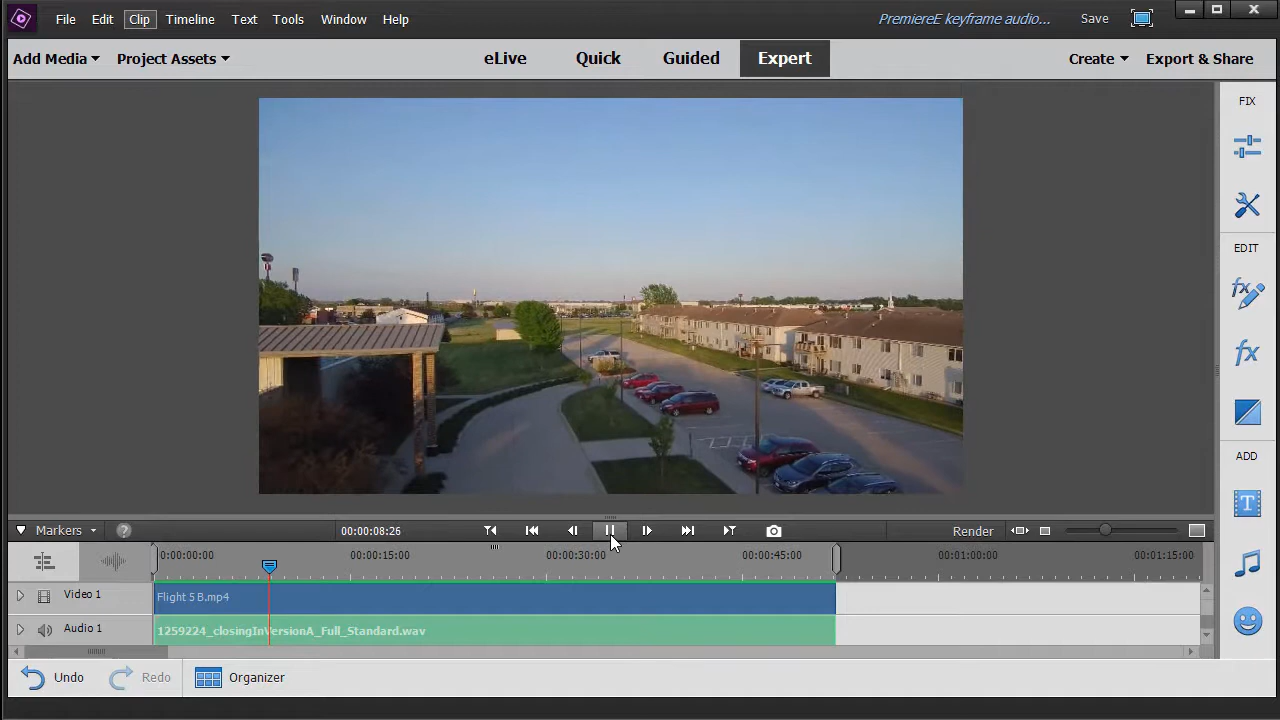 File Edit Clip Timeline Text Tools Window Help PremiereE keyframe audio... Save
Add Media Project Assets eLive Quick Guided Expert Create Export & Share
FIX
EDIT
ADD
Markers ? 00:00:08:26 Render
0:00:00:00 00:00:15:00 00:00:30:00 00:00:45:00 00:01:00:00 00:01:15:00
Video 1 Flight 5 B.mp4
Audio 1 1259224_closingInVersionA_Full_Standard.wav
Undo Redo Organizer